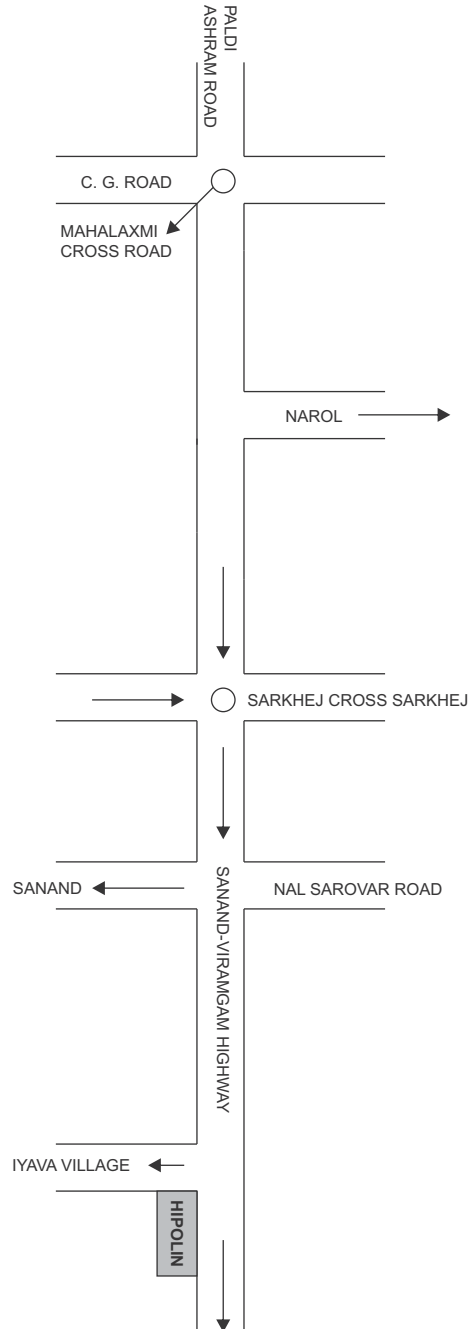 PALDI
ASHRAM ROAD
C. G. ROAD
MAHALAXMI
CROSS ROAD
NAROL
SARKHEJ CROSS SARKHEJ
SANAND
NAL SAROVAR ROAD
SANAND-VIRAMGAM HIGHWAY
IYAVA VILLAGE
HIPOLIN